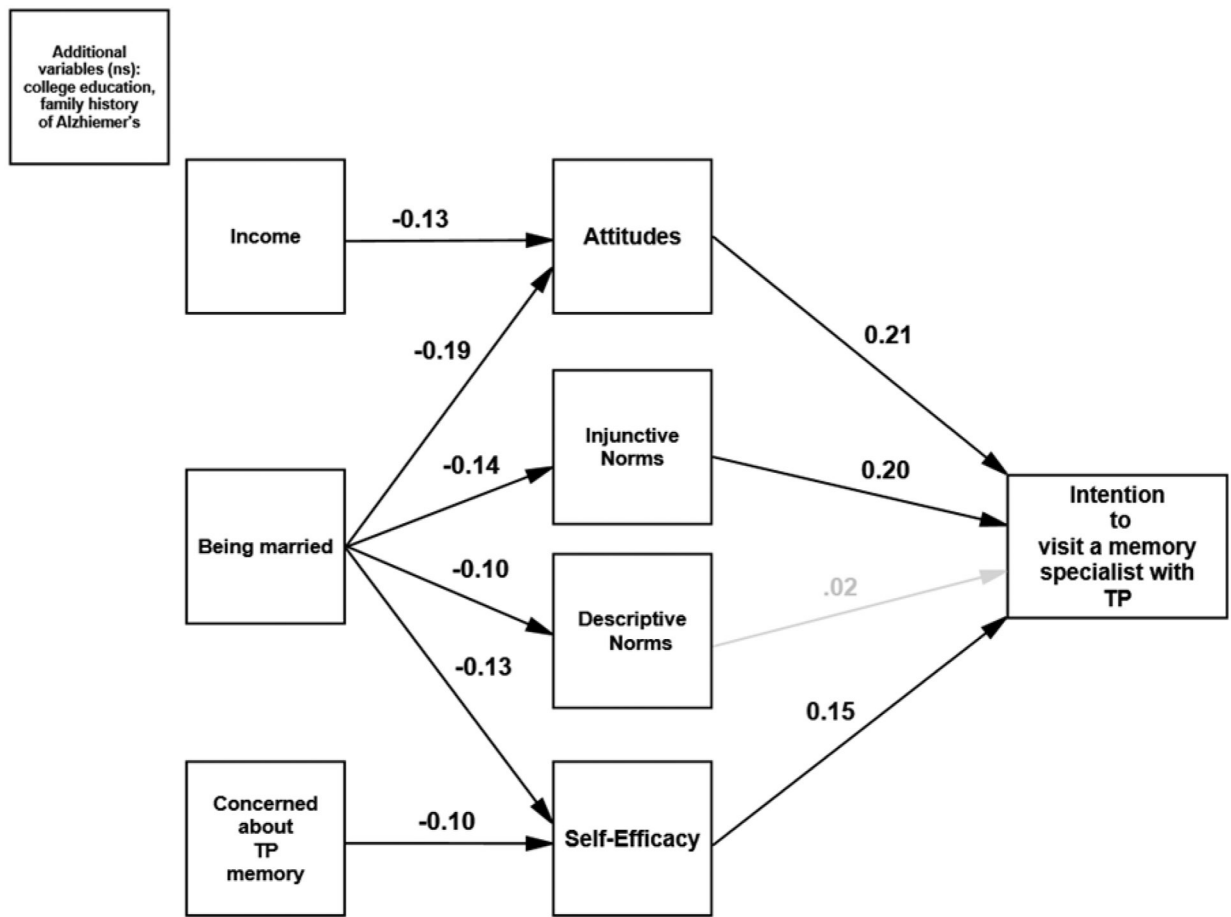 Additional
variables (ns):
college education,
family history
of Alzhiemer's
Income
-0.13
Attitudes
-0.19
0.21
Injunctive
Norms
-0.14
0.20
Being married
Intention
to
visit a memory
specialist with
TP
-0.10
Descriptive
Norms
.02
-0.13
0.15
Concerned
about
TP
memory
-0.10
Self-Efficacy